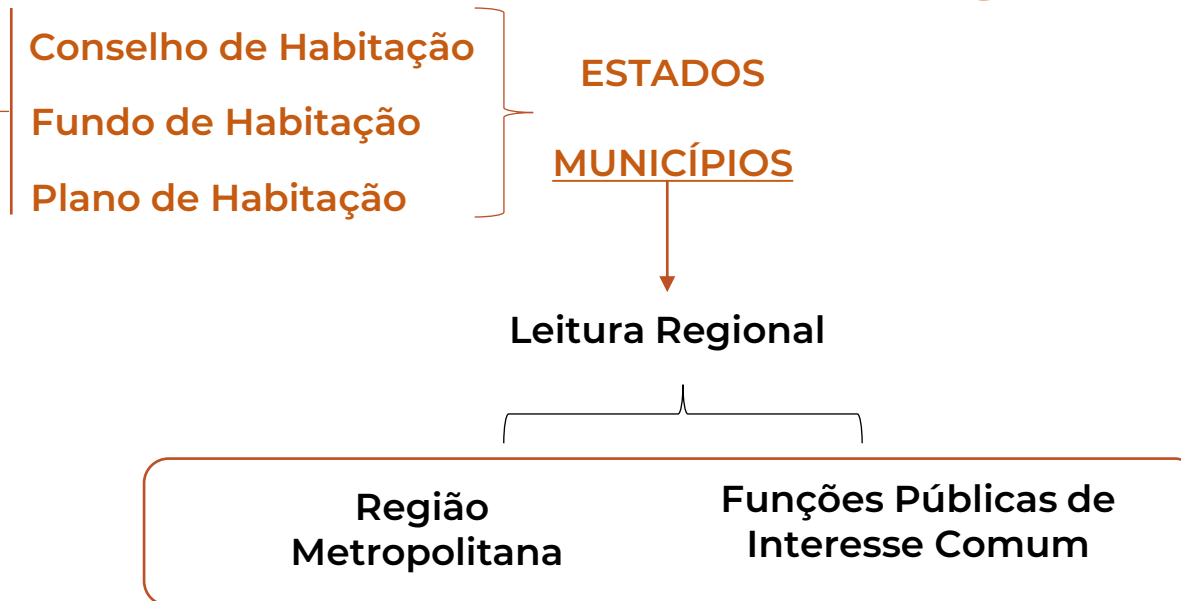 Conselho de Habitação
Fundo de Habitação
Plano de Habitação
ESTADOS
MUNICÍPIOS
Leitura Regional
Região
Metropolitana
Funções Públicas de
Interesse Comum